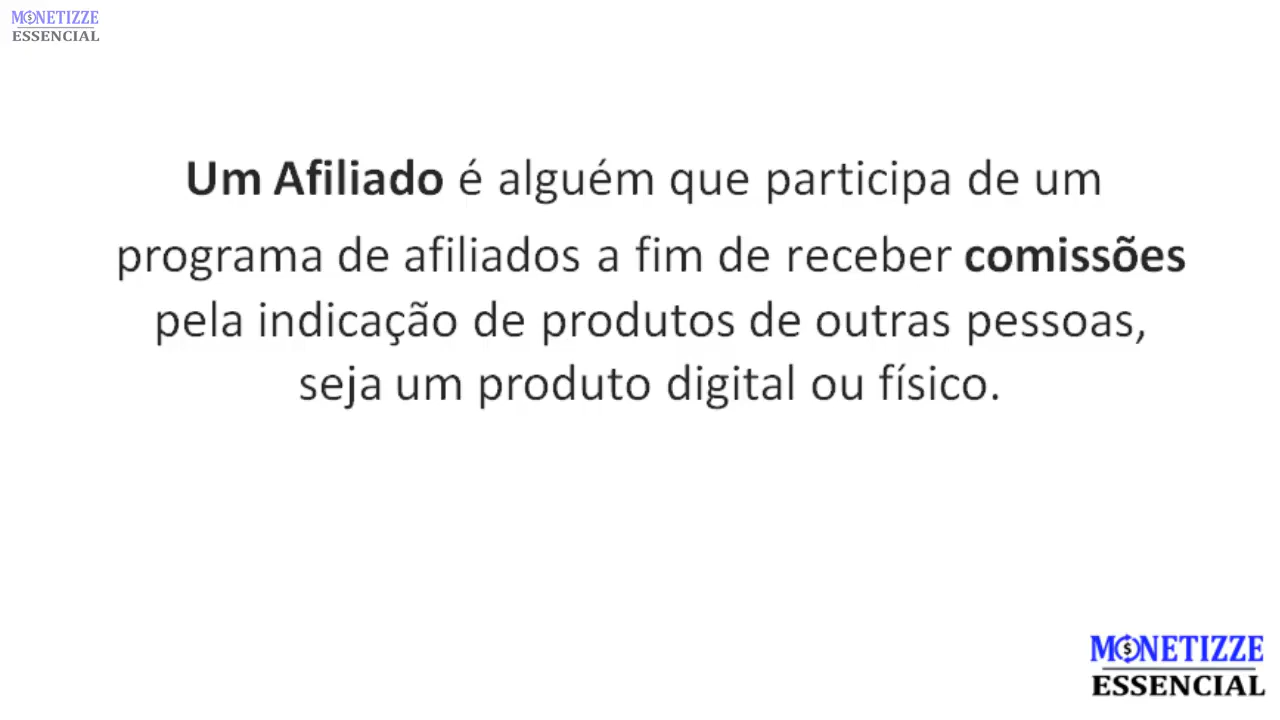 MONETIZZE
ESSENCIAL
Um Afiliado é alguém que participa de um
programa de afiliados a fim de receber comissões
pela indicação de produtos de outras pessoas,
seja um produto digital ou físico.
MONETIZZE
ESSENCIAL